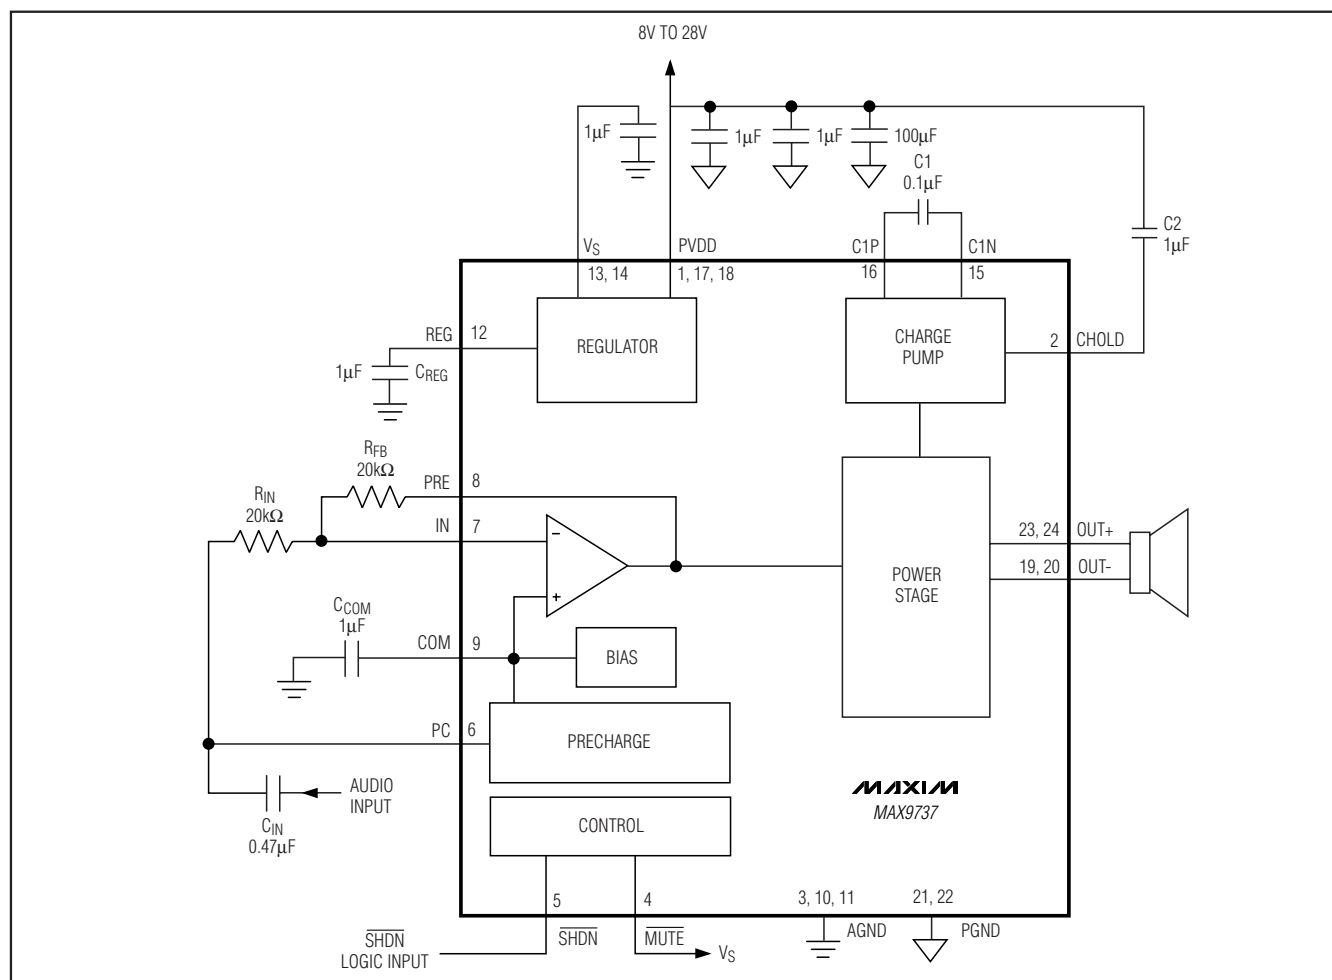 8V TO 28V
1μF
1μF
1μF
100μF
C1
0.1μF
C2
1μF
VS
PVDD
C1P
C1N
13, 14
1, 17, 18
16
15
REG
12
REGULATOR
CHARGE
PUMP
2
CHOLD
1μF
CREG
RFB
20kΩ
PRE
8
RIN
20kΩ
IN
7
−
+
23, 24
OUT+
19, 20
OUT-
POWER
STAGE
CCOM
1μF
COM
9
BIAS
PC
6
PRECHARGE
AUDIO
INPUT
CIN
0.47μF
CONTROL
MAXIM
MAX9737
5
4
3, 10, 11
21, 22
SHDN
LOGIC INPUT
SHDN
MUTE
VS
AGND
PGND